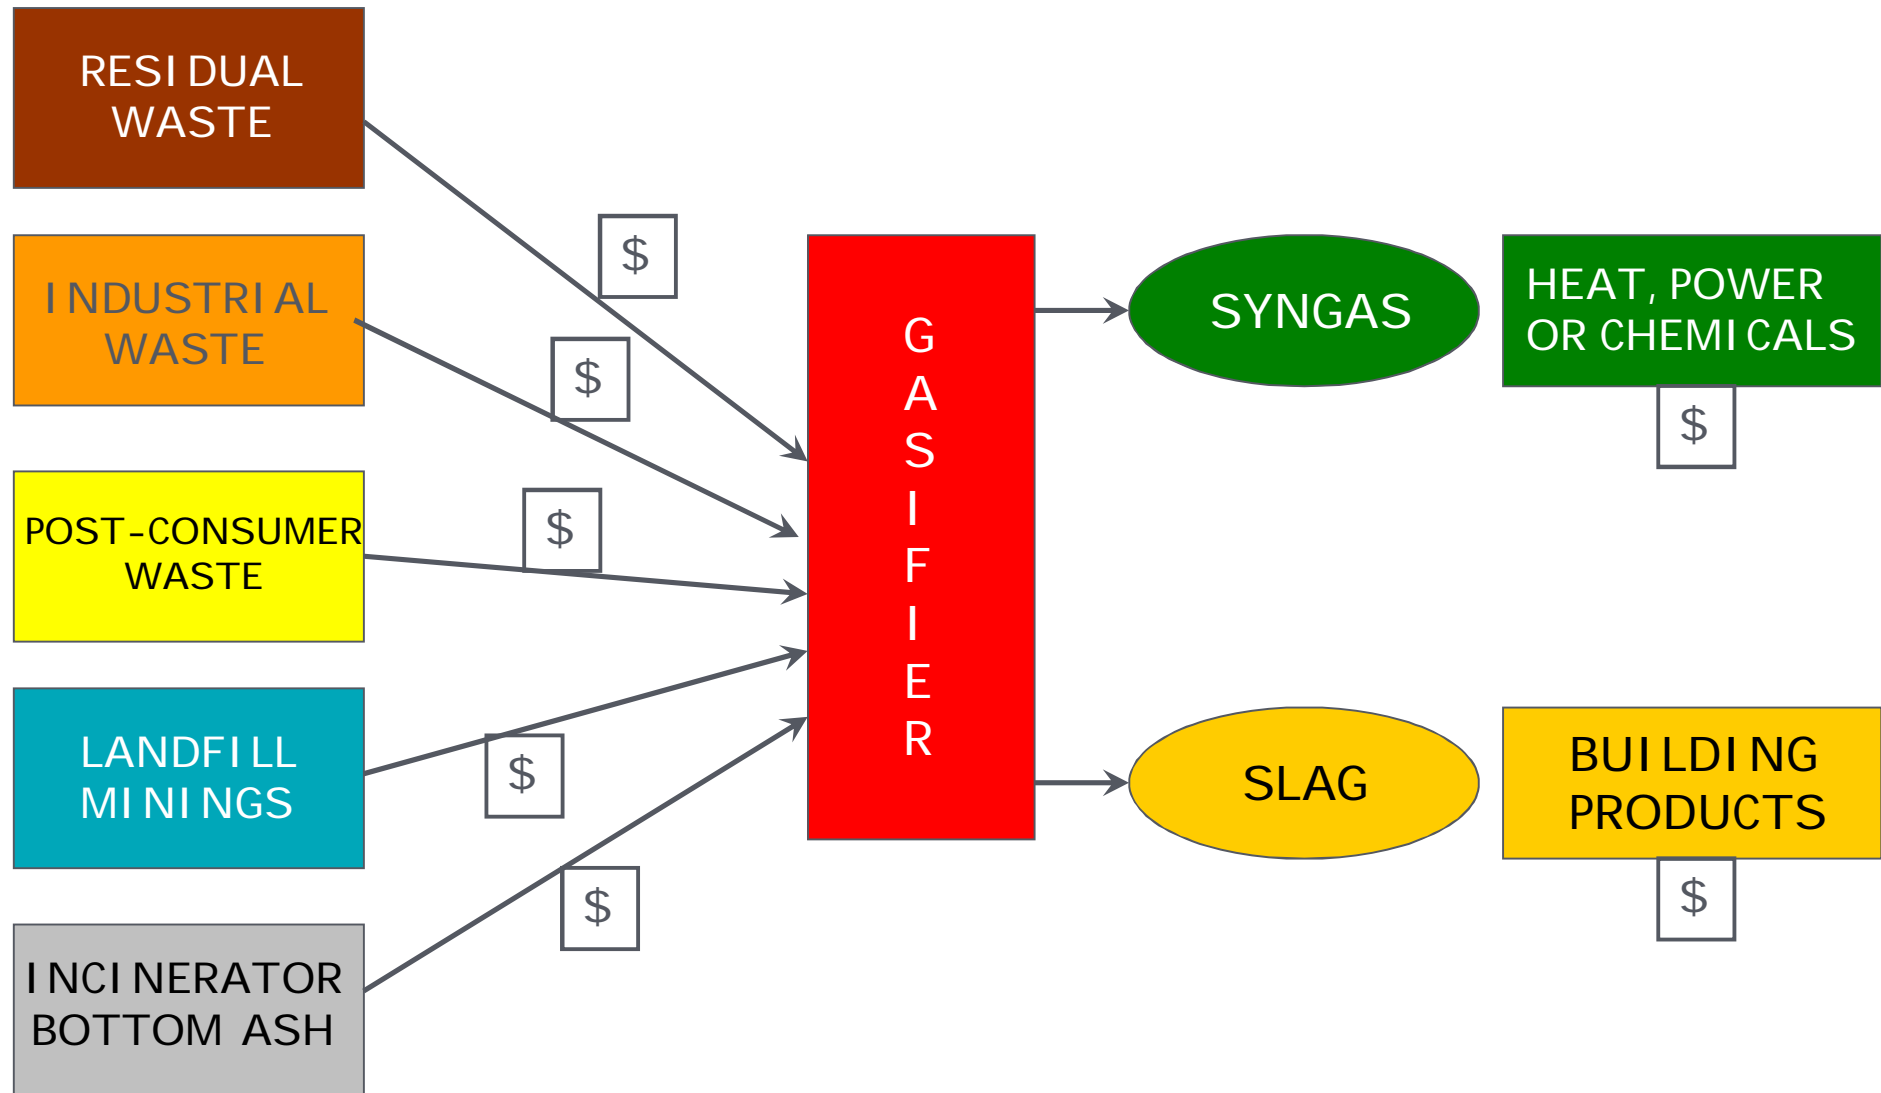 RESIDUAL
WASTE
$
INDUSTRIAL
WASTE
$
POST-CONSUMER
WASTE
$
LANDFILL
MININGS
$
INCINERATOR
BOTTOM ASH
$
G
A
S
I
F
I
E
R
SYNGAS
HEAT, POWER
OR CHEMICALS
$
SLAG
BUILDING
PRODUCTS
$